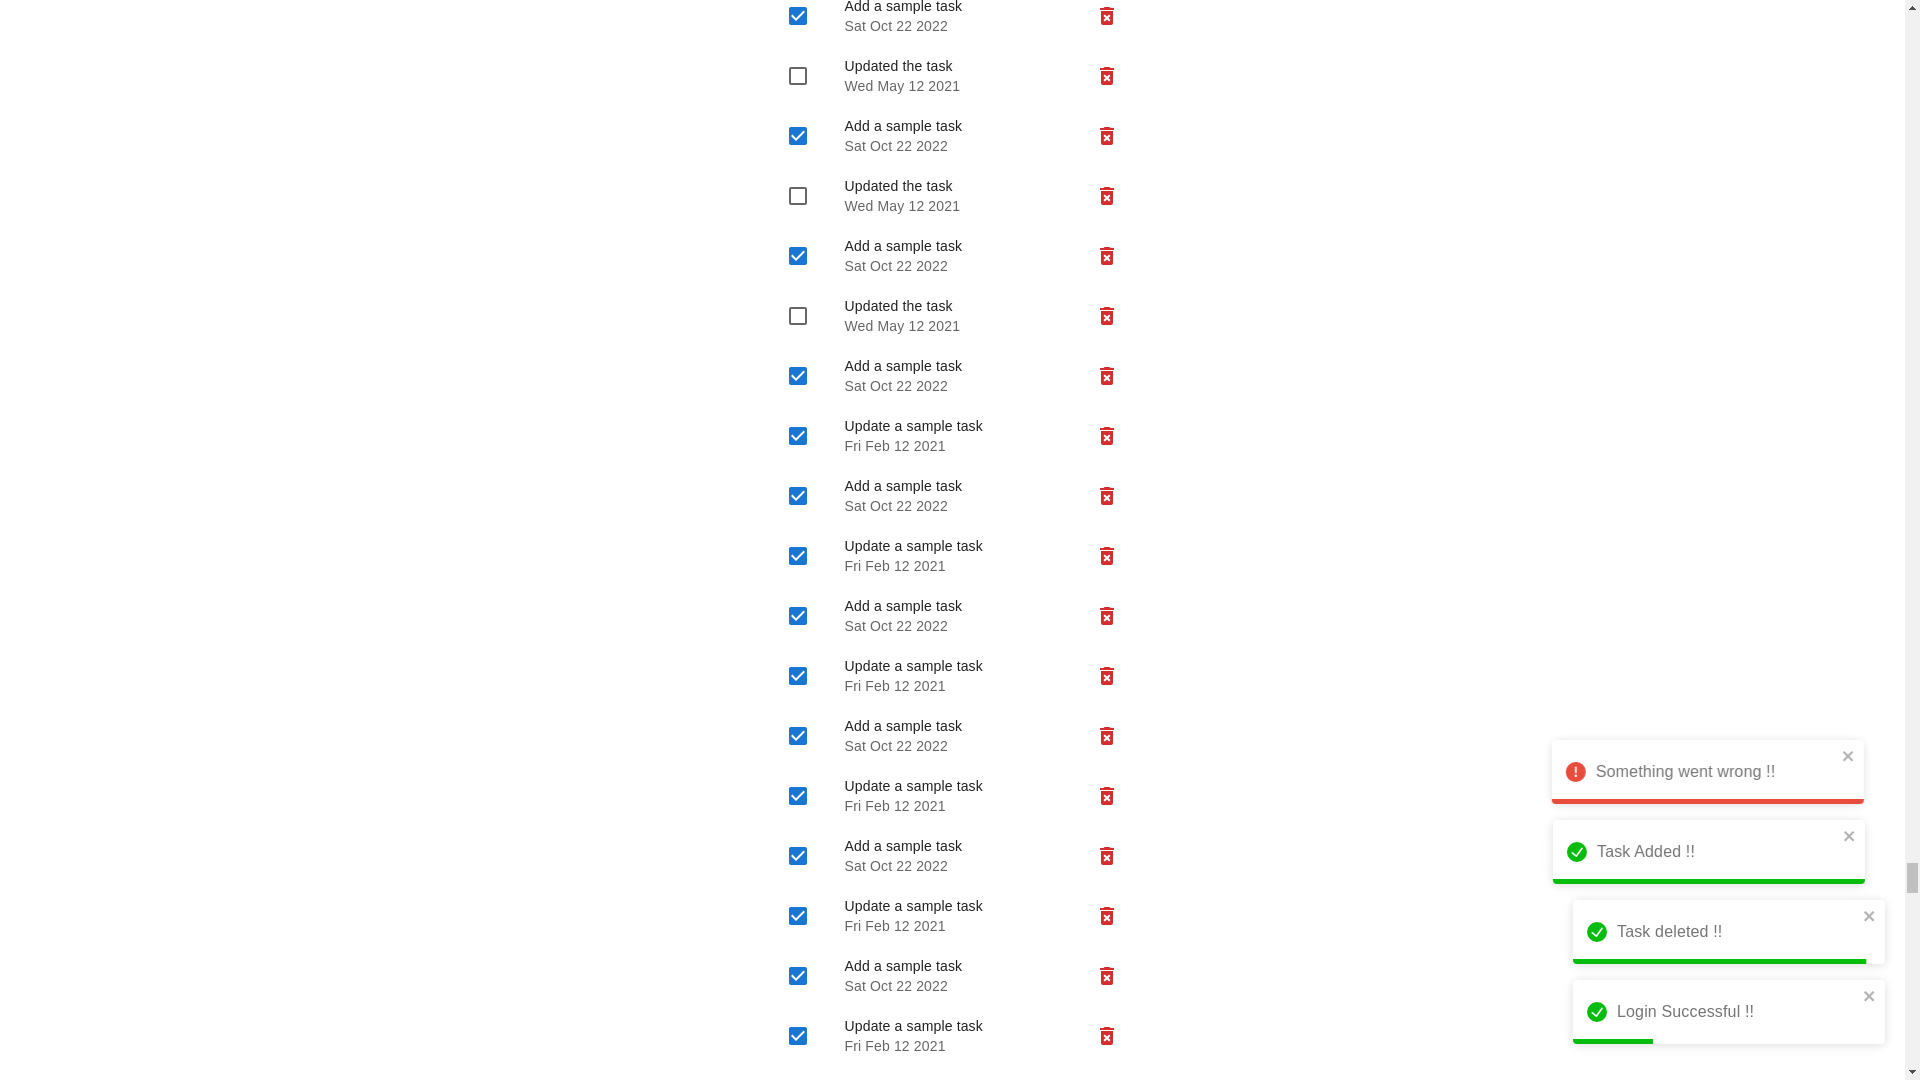 Add a sample task
Sat Oct 22 2022
Updated the task
Wed May 12 2021
Add a sample task
Sat Oct 22 2022
Updated the task
Wed May 12 2021
Add a sample task
Sat Oct 22 2022
Updated the task
Wed May 12 2021
Add a sample task
Sat Oct 22 2022
Update a sample task
Fri Feb 12 2021
Add a sample task
Sat Oct 22 2022
Update a sample task
Fri Feb 12 2021
Add a sample task
Sat Oct 22 2022
Update a sample task
Fri Feb 12 2021
Add a sample task
Sat Oct 22 2022
Update a sample task
Fri Feb 12 2021
Add a sample task
Sat Oct 22 2022
Update a sample task
Fri Feb 12 2021
Add a sample task
Sat Oct 22 2022
Update a sample task
Fri Feb 12 2021
Something went wrong !!
Task Added !!
Task deleted !!
Login Successful !!